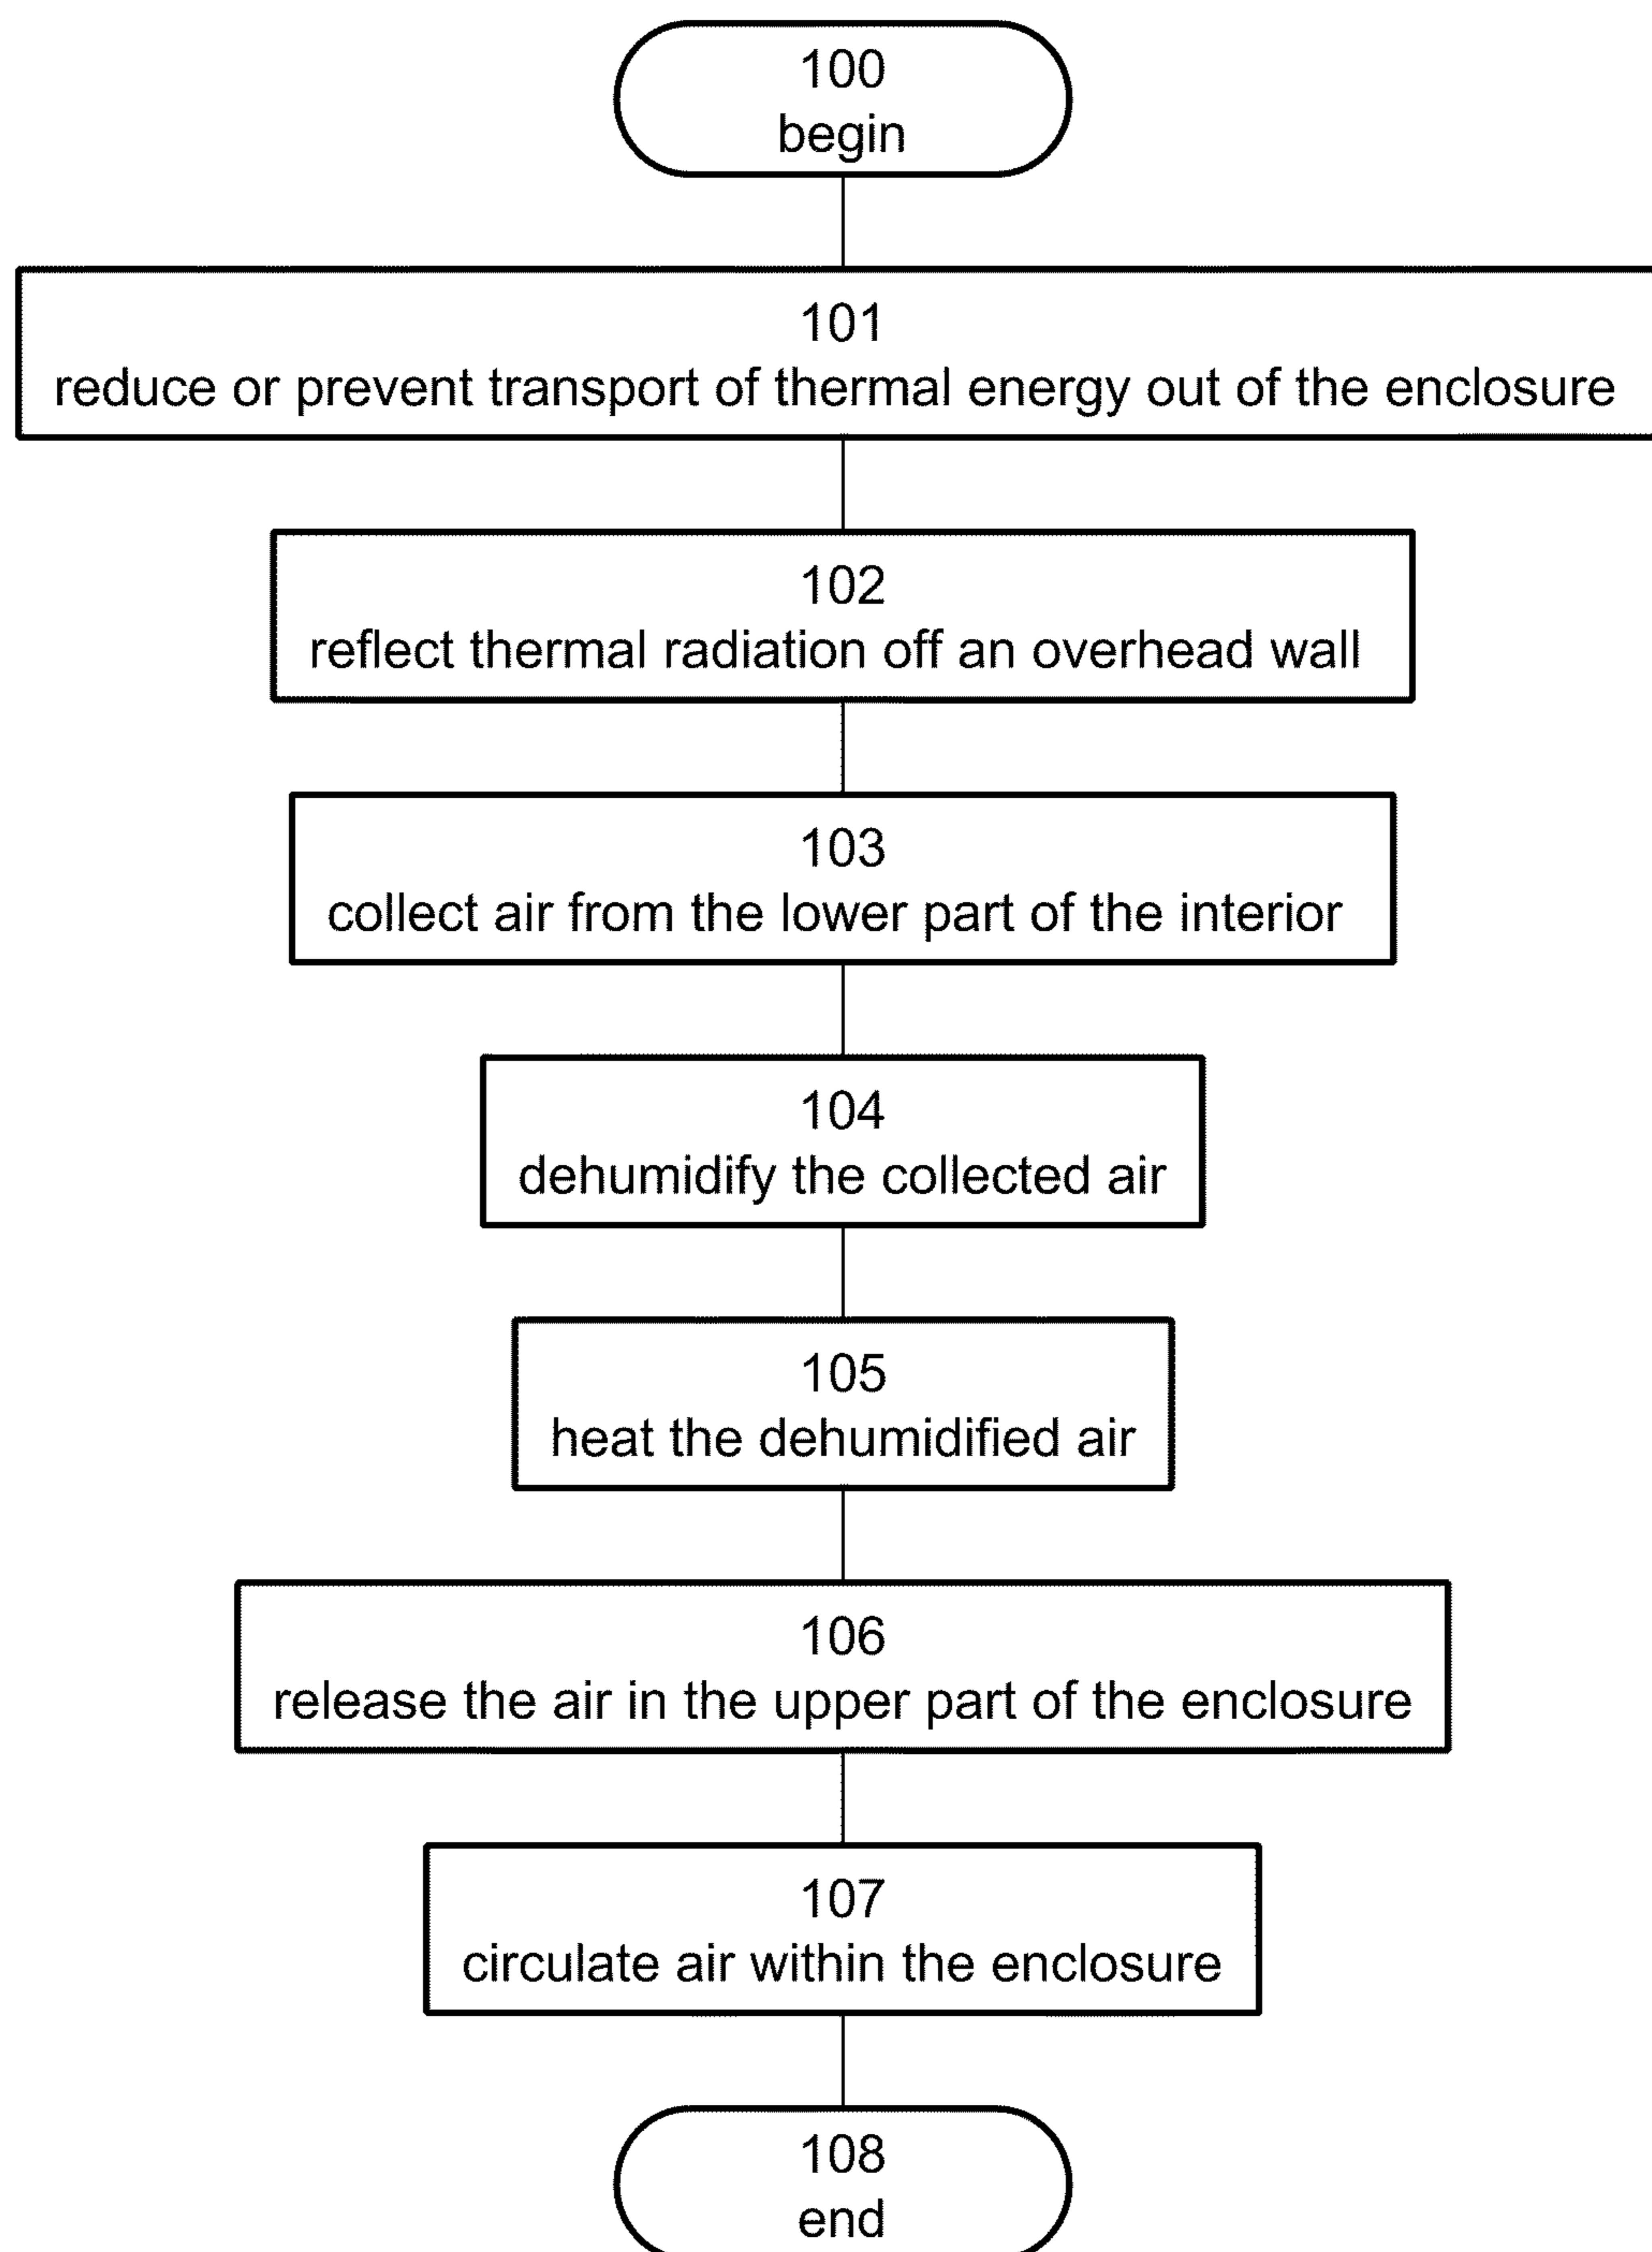 100
begin
101
reduce or prevent transport of thermal energy out of the enclosure
102
reflect thermal radiation off an overhead wall
103
collect air from the lower part of the interior
104
dehumidify the collected air
105
heat the dehumidified air
106
release the air in the upper part of the enclosure
107
circulate air within the enclosure
108
end